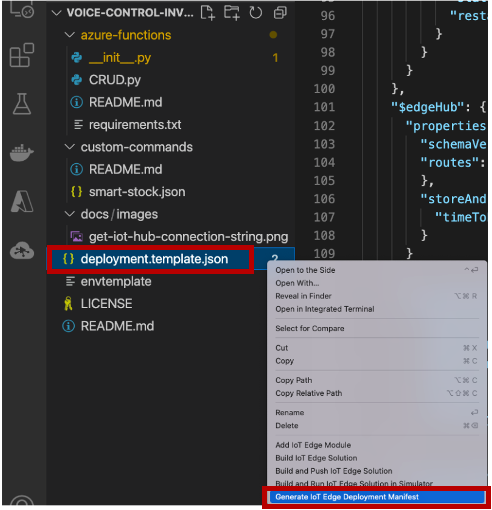 VOICE-CONTROL-INV...
azure-functions
__init__.py 1
CRUD.py
README.md
requirements.txt
custom-commands
README.md
smart-stock.json
docs / images
get-iot-hub-connection-string.png
deployment.template.json 2
envtemplate
LICENSE
README.md
96 "resta
97 }
98 }
99 }
100 },
101 "$edgeHub": {
102 "properties
103 "schemaVe
104 "routes":
105 },
106 "storeAnd
107 "timeTo
108 }
109 }
Open to the Side ^⏎
Open With...
Reveal in Finder ⌥⌘ R
Open in Integrated Terminal
Select for Compare
Cut ⌘ X
Copy ⌘ C
Copy Path ⌥⌘ C
Copy Relative Path ⌥⇧⌘ C
Rename ⏎
Delete ⌘⌫
Add IoT Edge Module
Build IoT Edge Solution
Build and Push IoT Edge Solution
Build and Run IoT Edge Solution in Simulator
Generate IoT Edge Deployment Manifest